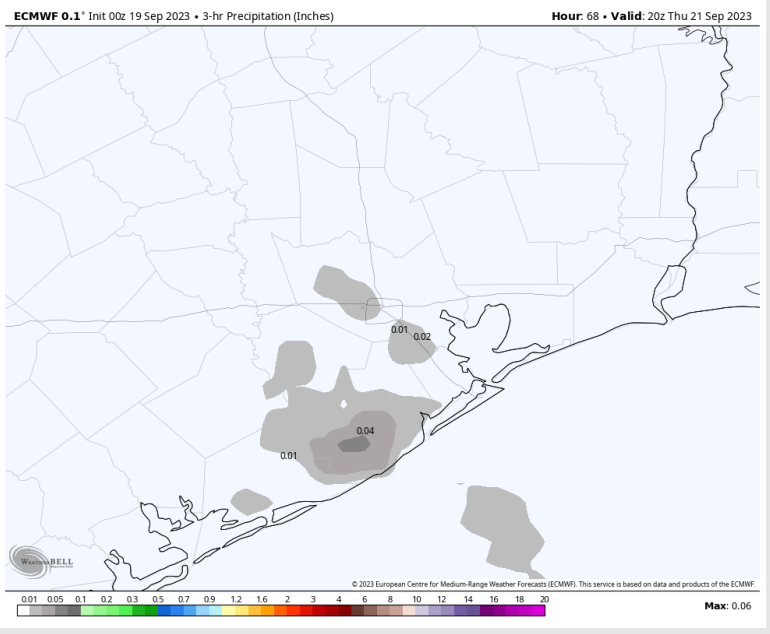 ECMWF 0.1° Init 00z 19 Sep 2023 • 3-hr Precipitation (Inches)
Hour: 68 • Valid: 20z Thu 21 Sep 2023
0.01
0.02
0.04
0.01
WEATHERBELL
© 2023 European Centre for Medium-Range Weather Forecasts (ECMWF). This service is based on data and products of the ECMWF.
0.01 0.05 0.1 0.2 0.3 0.5 0.7 0.9 1.2 1.6 2 3 4 6 8 10 12 14 16 18 20
Max: 0.06